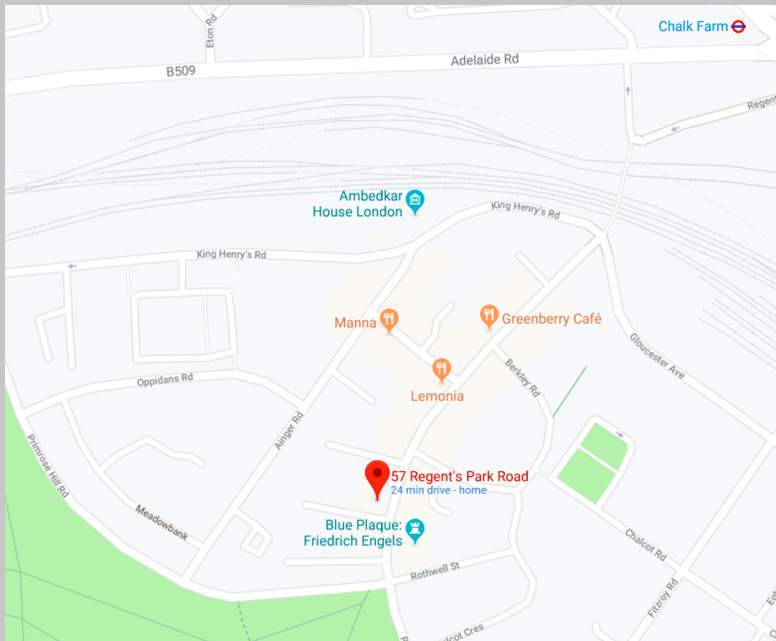 Eton Rd
Chalk Farm
B509
Adelaide Rd
Regent
Ambedkar
House London
King Henry's Rd
King Henry's Rd
Manna
Greenberry Café
Lemonia
Berkley Rd
Gloucester Ave
Oppidans Rd
Ainger Rd
Primrose Hill Rd
57 Regent's Park Road
24 min drive - home
Meadowbank
Blue Plaque:
Friedrich Engels
Chalcot Rd
Rothwell St
Fitzroy Rd
lcot Cres